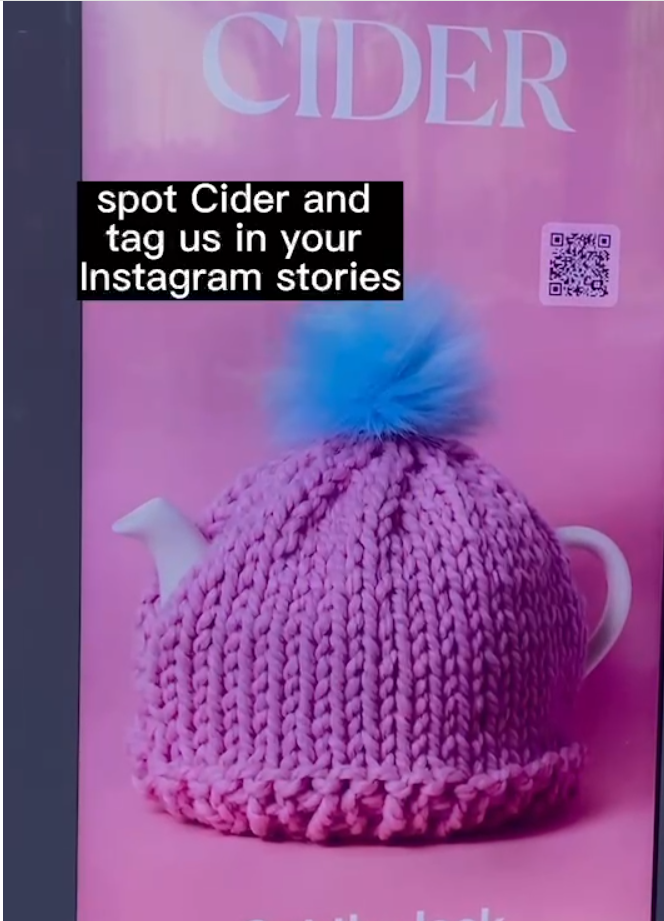 CIDER
spot Cider and
tag us in your
Instagram stories